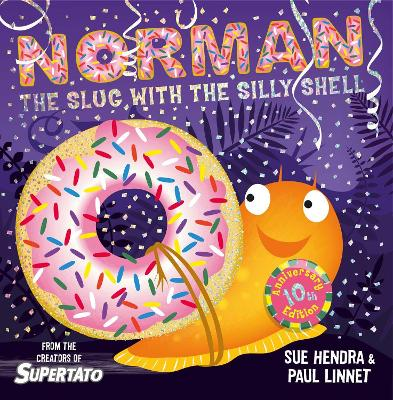 NORMAN
THE SLUG WITH THE SILLY SHELL
Anniversary
10th
Edition
FROM THE
CREATORS OF
SUPERTATO
SUE HENDRA &
PAUL LINNET